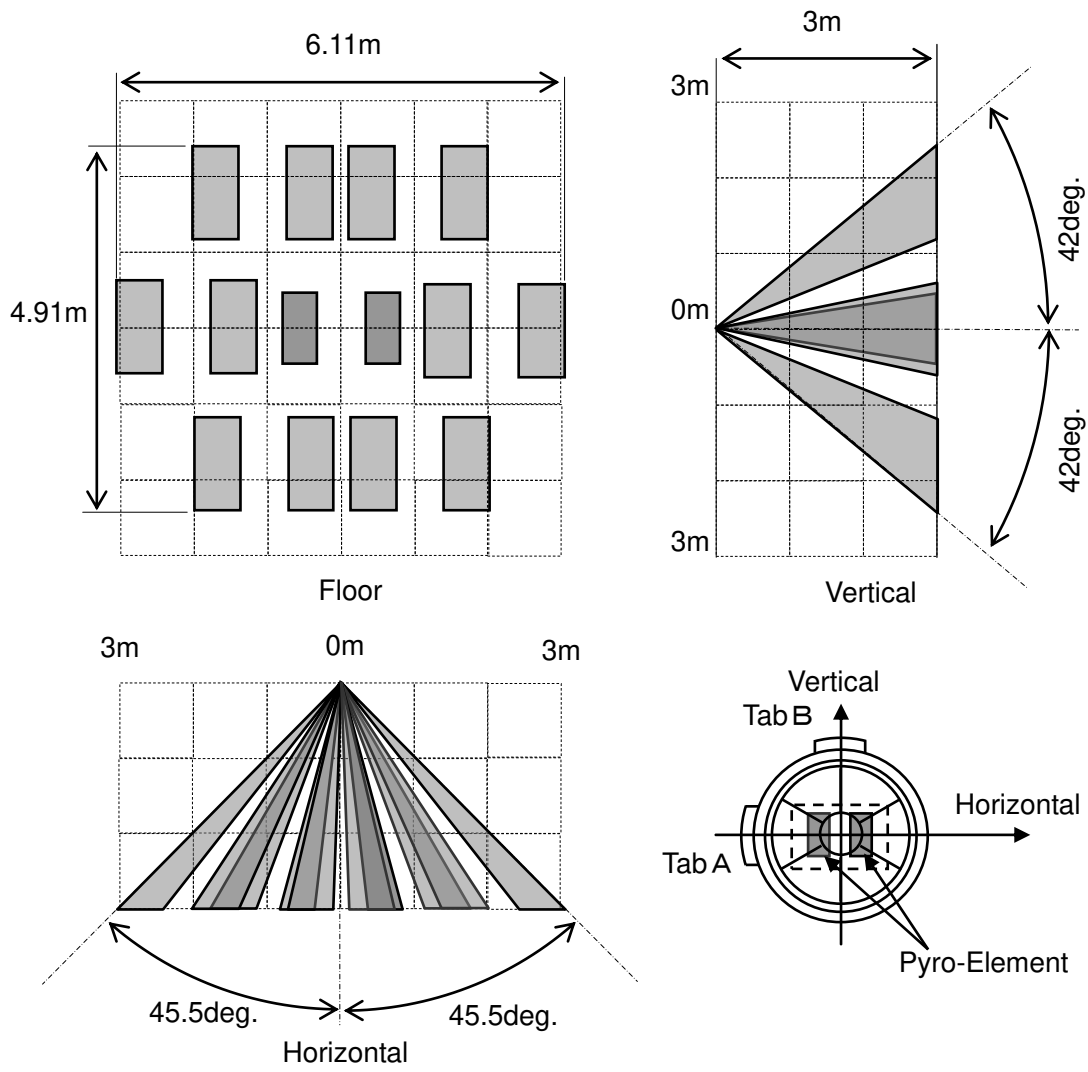 6.11m
4.91m
Floor
3m
3m
0m
3m
42deg.
42deg.
Vertical
3m
0m
3m
45.5deg.
45.5deg.
Horizontal
Vertical
Tab B
Horizontal
Tab A
Pyro-Element